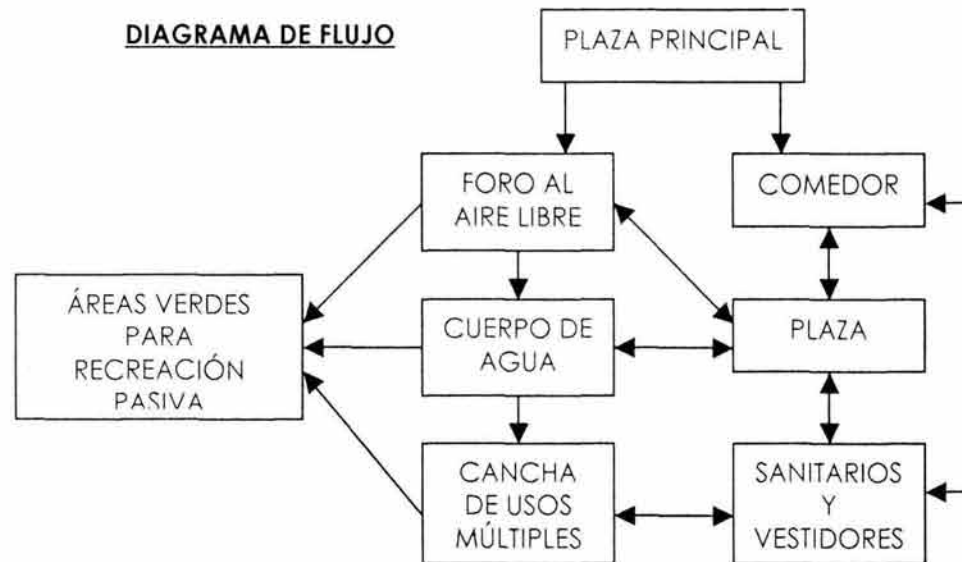 DIAGRAMA DE FLUJO
PLAZA PRINCIPAL
FORO AL
AIRE LIBRE
COMEDOR
ÁREAS VERDES
PARA
RECREACIÓN
PASIVA
CUERPO DE
AGUA
PLAZA
CANCHA
DE USOS
MÚLTIPLES
SANITARIOS
Y
VESTIDORES